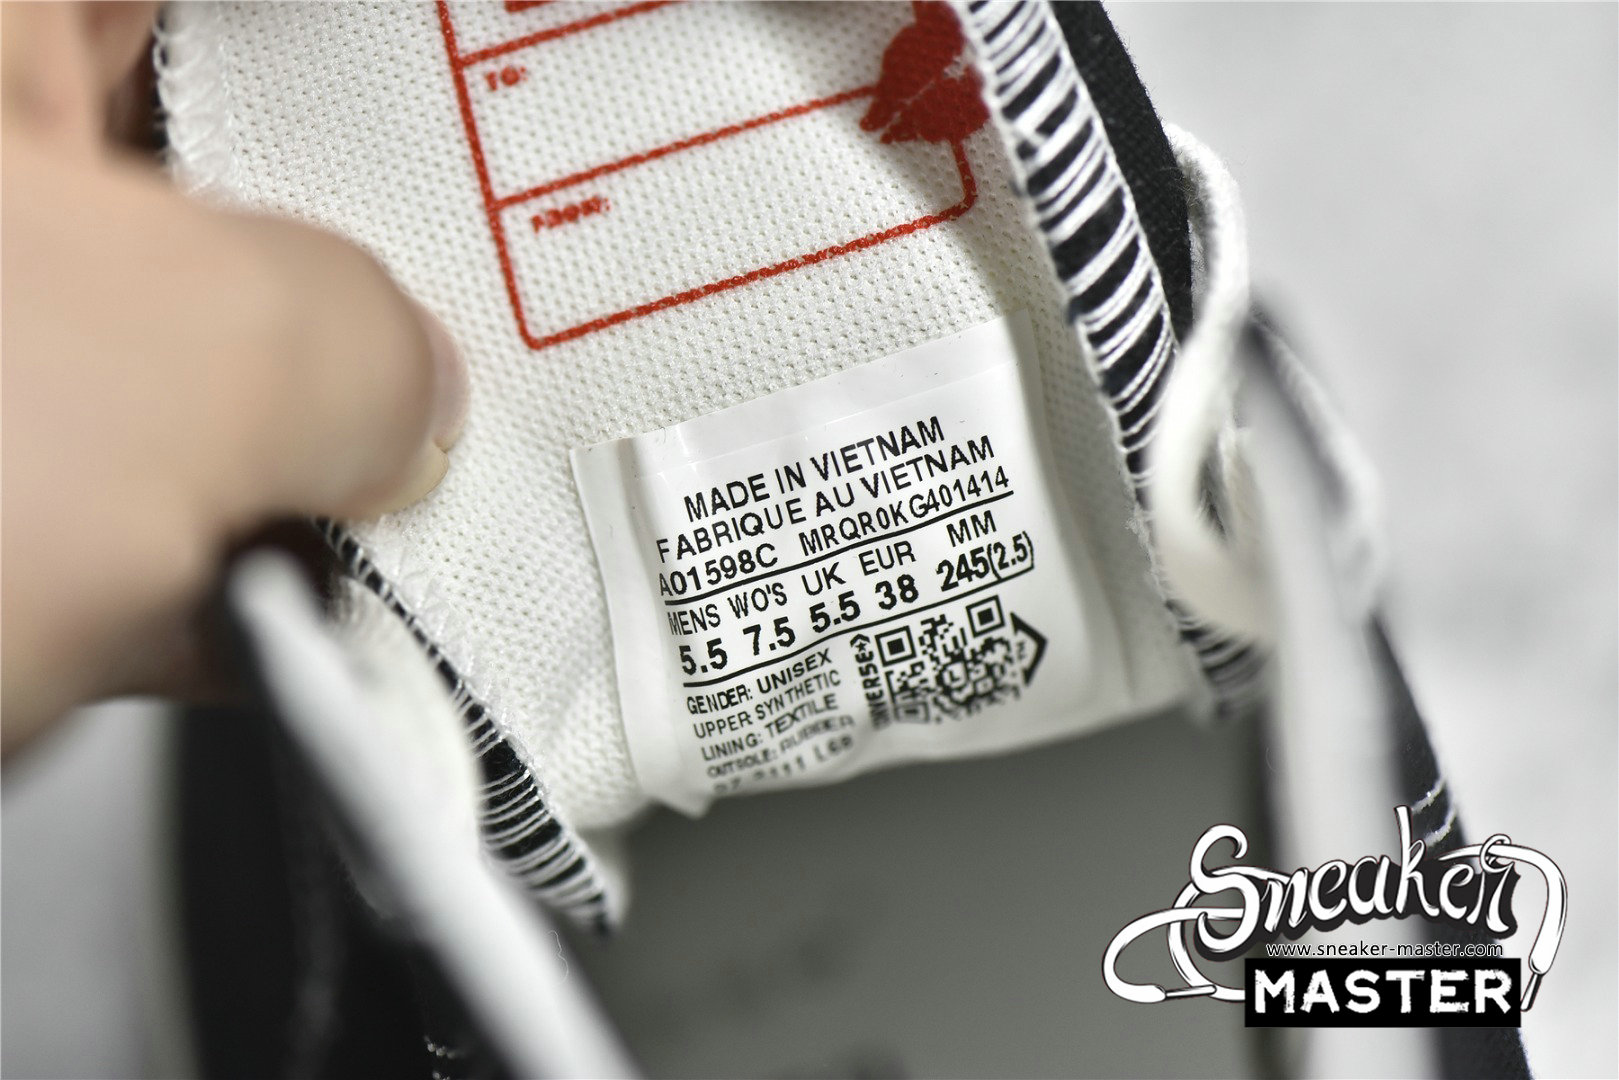 TO:
FROM:
MADE IN VIETNAM
FABRIQUE AU VIETNAM
A01598C MRQR0KG401414
MENS WO'S UK EUR MM
5.5 7.5 5.5 38 245(2.5)
GENDER: UNISEX
UPPER: SYNTHETIC
LINING: TEXTILE
OUTSOLE: RUBBER
CONVERSE
Sneaker
www.sneaker-master.com
MASTER